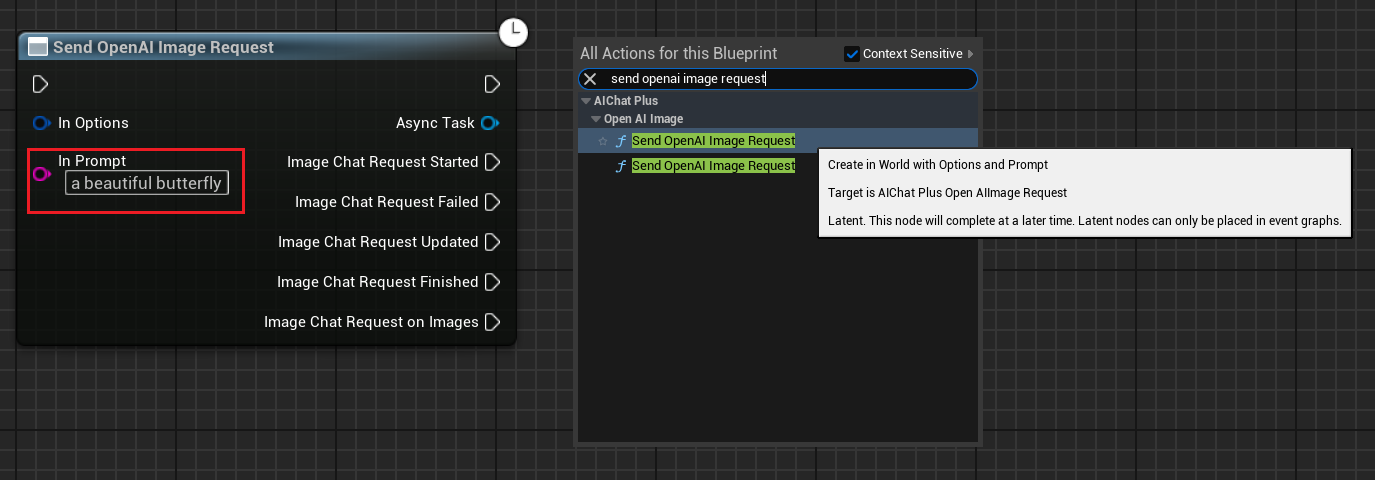 Send OpenAI Image Request
In Options
Async Task
In Prompt
a beautiful butterfly
Image Chat Request Started
Image Chat Request Failed
Image Chat Request Updated
Image Chat Request Finished
Image Chat Request on Images
All Actions for this Blueprint
Context Sensitive
send openai image request
AIChat Plus
Open AI Image
Send OpenAI Image Request
Send OpenAI Image Request
Create in World with Options and Prompt
Target is AIChat Plus Open AIImage Request
Latent. This node will complete at a later time. Latent nodes can only be placed in event graphs.